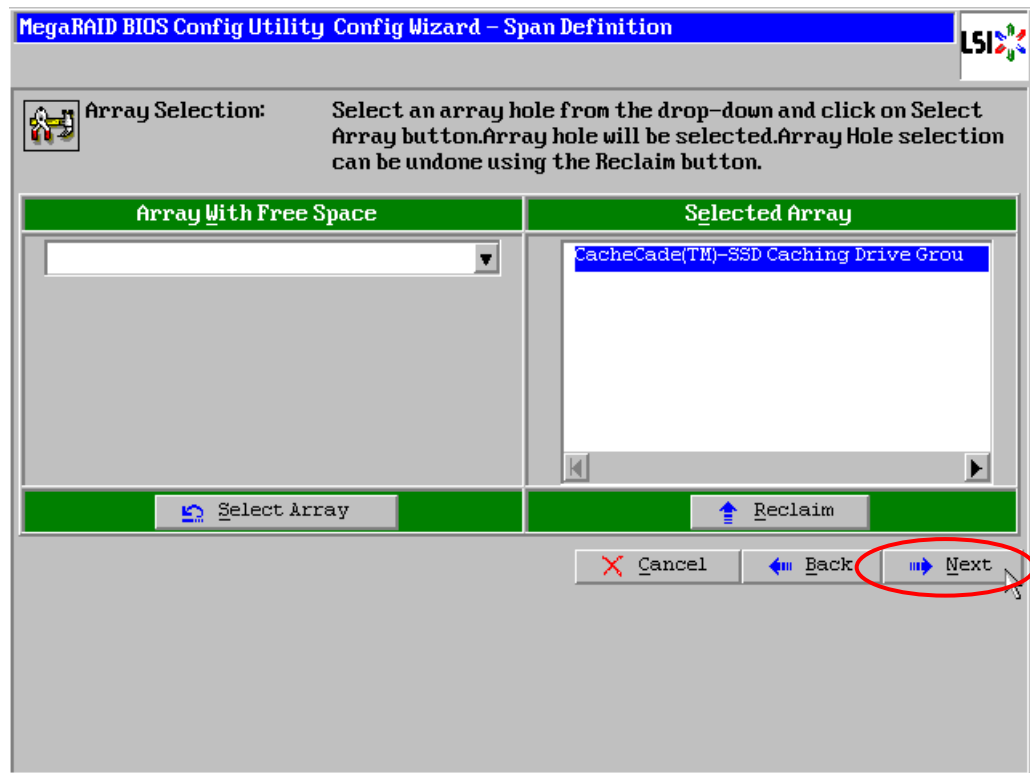 MegaRAID BIOS Config Utility Config Wizard – Span Definition
LSI
Array Selection:
Select an array hole from the drop-down and click on Select
Array button.Array hole will be selected.Array Hole selection
can be undone using the Reclaim button.
Array With Free Space
Selected Array
CacheCade(TM)-SSD Caching Drive Grou
Select Array
Reclaim
Cancel
Back
Next